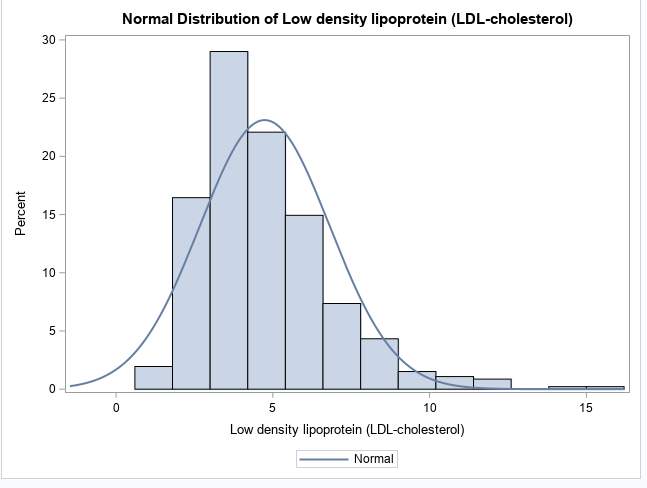 Normal Distribution of Low density lipoprotein (LDL-cholesterol)
30
25
20
15
10
5
0
Percent
0 5 10 15
Low density lipoprotein (LDL-cholesterol)
Normal